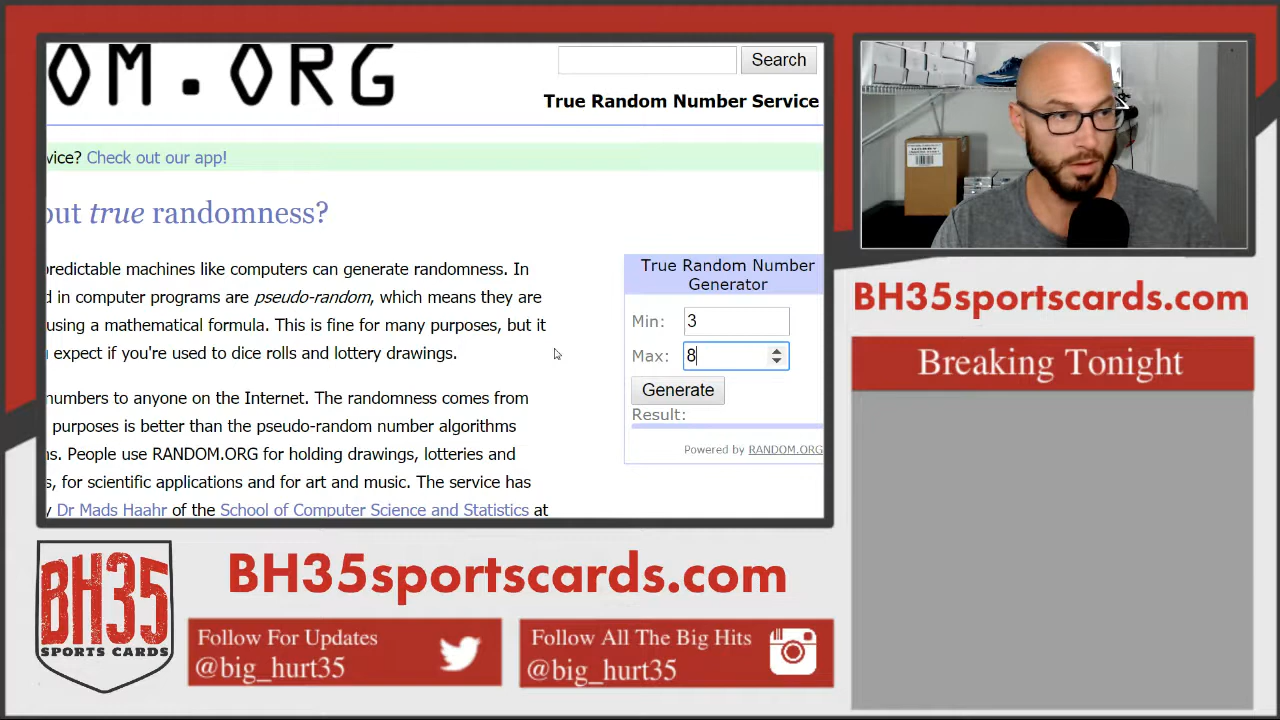 OM.ORG
Search
True Random Number Service
vice? Check out our app!
out true randomness?
predictable machines like computers can generate randomness. In
d in computer programs are pseudo-random, which means they are
using a mathematical formula. This is fine for many purposes, but it
expect if you're used to dice rolls and lottery drawings.
numbers to anyone on the Internet. The randomness comes from
purposes is better than the pseudo-random number algorithms
ns. People use RANDOM.ORG for holding drawings, lotteries and
s, for scientific applications and for art and music. The service has
y Dr Mads Haahr of the School of Computer Science and Statistics at
True Random Number
Generator
Min: 3
Max: 8
Generate
Result:
Powered by RANDOM.ORG
BH35sportscards.com
Breaking Tonight
BH35
SPORTS CARDS
BH35sportscards.com
Follow For Updates
@big_hurt35
Follow All The Big Hits
@big_hurt35